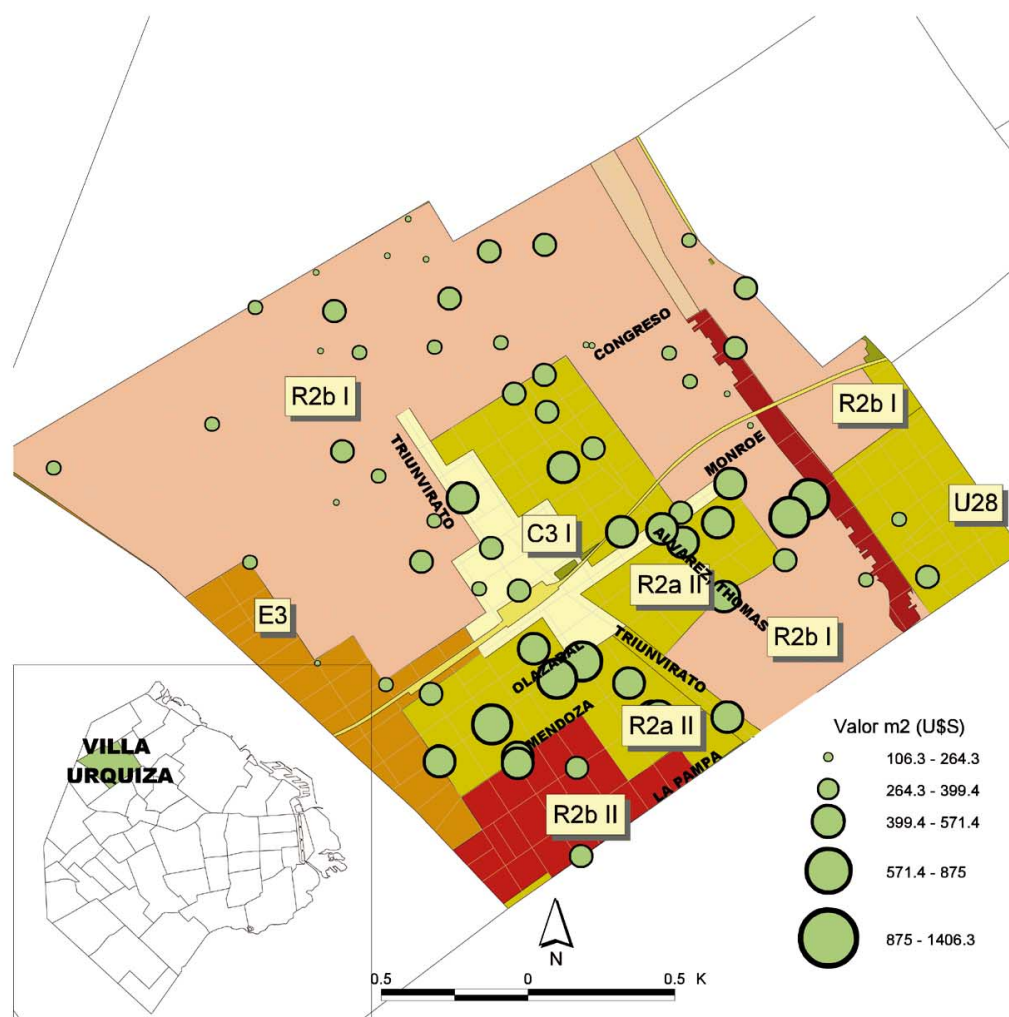 CONGRESO
R2b I
R2b I
TRIUNVIRATO
MONROE
U28
C3 I
ALVAREZ, THOMAS
R2a II
E3
R2b I
OLAZABAL
TRIUNVIRATO
MENDOZA
R2a II
LA PAMPA
R2b II
VILLA
URQUIZA
Valor m2 (U$S)
106.3 - 264.3
264.3 - 399.4
399.4 - 571.4
571.4 - 875
875 - 1406.3
N
0.5 0 0.5 K